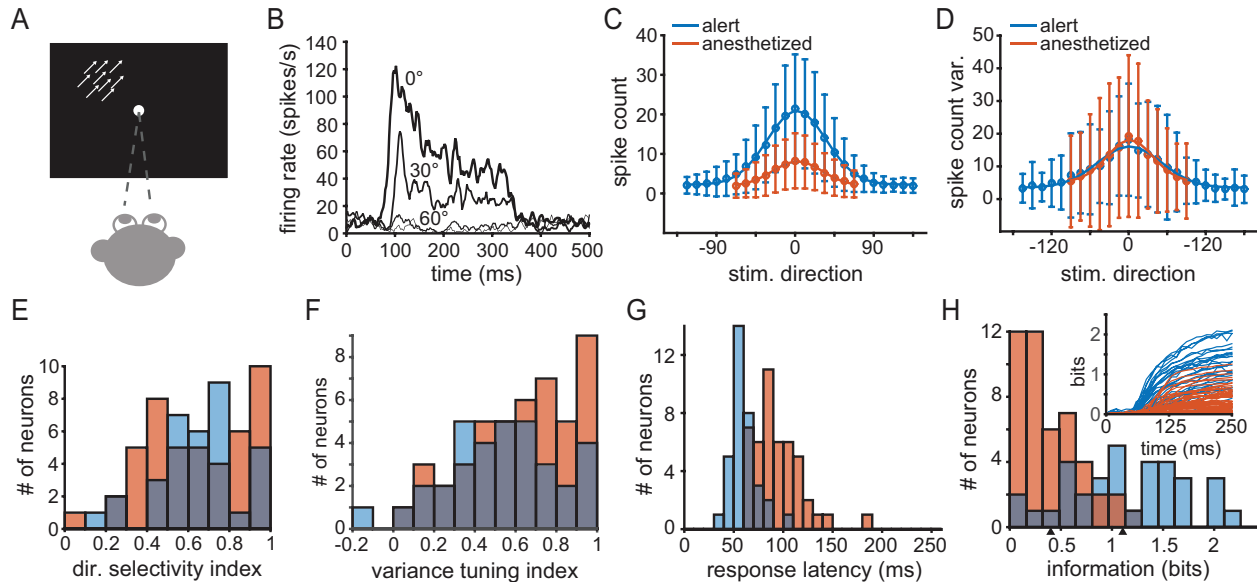 A
B
firing rate (spikes/s)
140
120
100
80
60
40
20
0
0°
30°
60°
0
100
200
300
400
500
time (ms)
C
alert
anesthetized
spike count
40
30
20
10
0
-90
0
90
stim. direction
D
alert
anesthetized
spike count var.
50
40
30
20
10
0
-120
0
-120
stim. direction
E
# of neurons
10
8
6
4
2
0
0
0.2
0.4
0.6
0.8
1
dir. selectivity index
F
# of neurons
8
6
4
2
0
-0.2
0
0.2
0.4
0.6
0.8
1
variance tuning index
G
# of neurons
12
8
4
0
0
50
100
150
200
250
response latency (ms)
H
# of neurons
12
8
4
0
0
0.5
1
1.5
2
information (bits)
bits
2
1
0
0
125
250
time (ms)